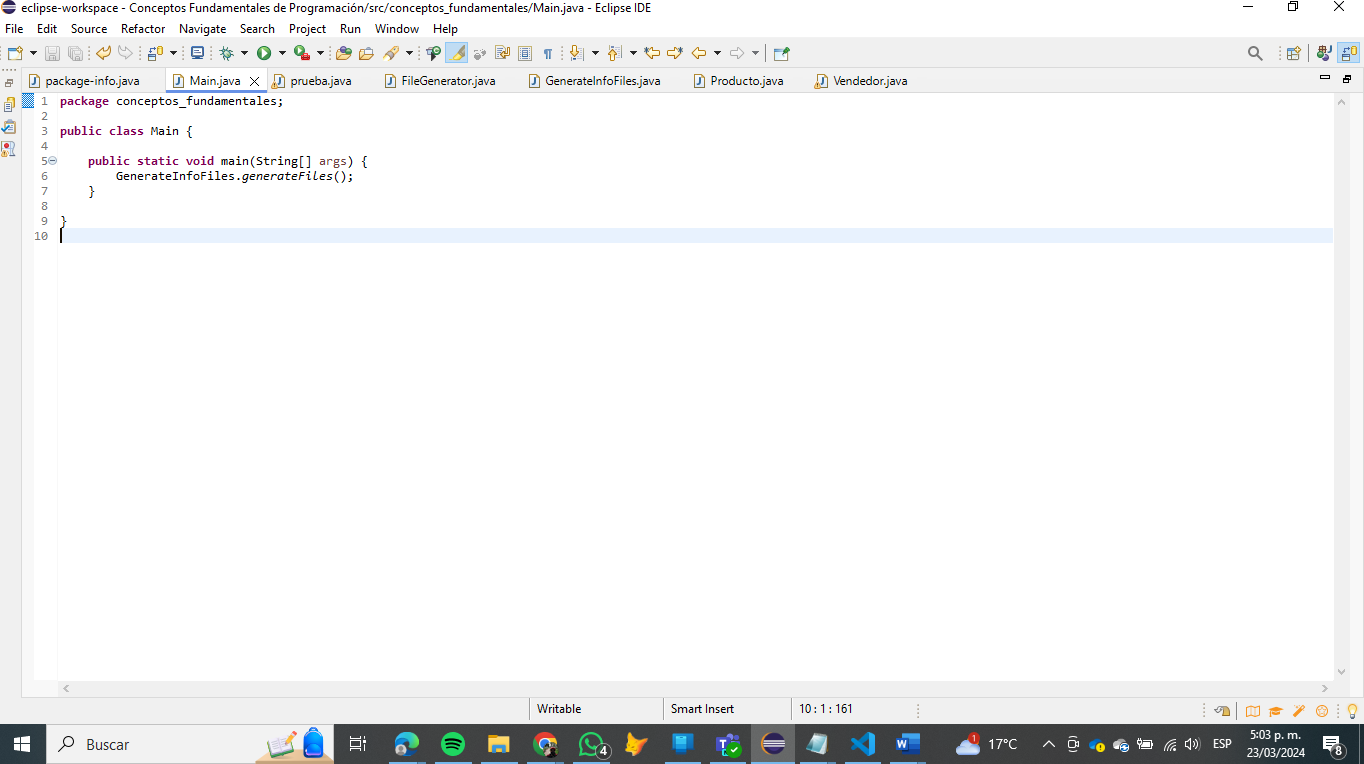 eclipse-workspace - Conceptos Fundamentales de Programación/src/conceptos_fundamentales/Main.java - Eclipse IDE
File Edit Source Refactor Navigate Search Project Run Window Help
package-info.java Main.java prueba.java FileGenerator.java GenerateInfoFiles.java Producto.java Vendedor.java
1 package conceptos_fundamentales;
2
3 public class Main {
4
5 public static void main(String[] args) {
6 GenerateInfoFiles.generateFiles();
7 }
8
9 }
10
Writable Smart Insert 10 : 1 : 161
Buscar 4 1 17°C ESP 5:03 p. m.
23/03/2024 8